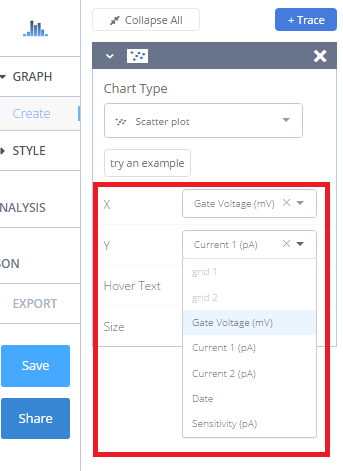 Collapse All
+ Trace
GRAPH
Create
STYLE
NALYSIS
SON
EXPORT
Save
Share
Chart Type
Scatter plot
try an example
X
Gate Voltage (mV)
Y
Current 1 (pA)
Hover Text
Size
grid 1
grid 2
Gate Voltage (mV)
Current 1 (pA)
Current 2 (pA)
Date
Sensitivity (pA)